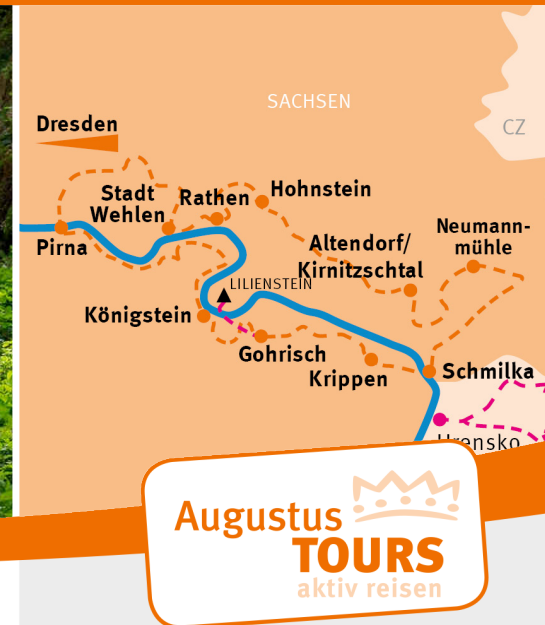 SACHSEN
CZ
Dresden
Stadt
Wehlen
Rathen
Hohnstein
Pirna
Altendorf/
Kirnitzschtal
Neumann-
mühle
LILIENSTEIN
Königstein
Gohrisch
Krippen
Schmilka
Hrensko
Augustus
TOURS
aktiv reisen